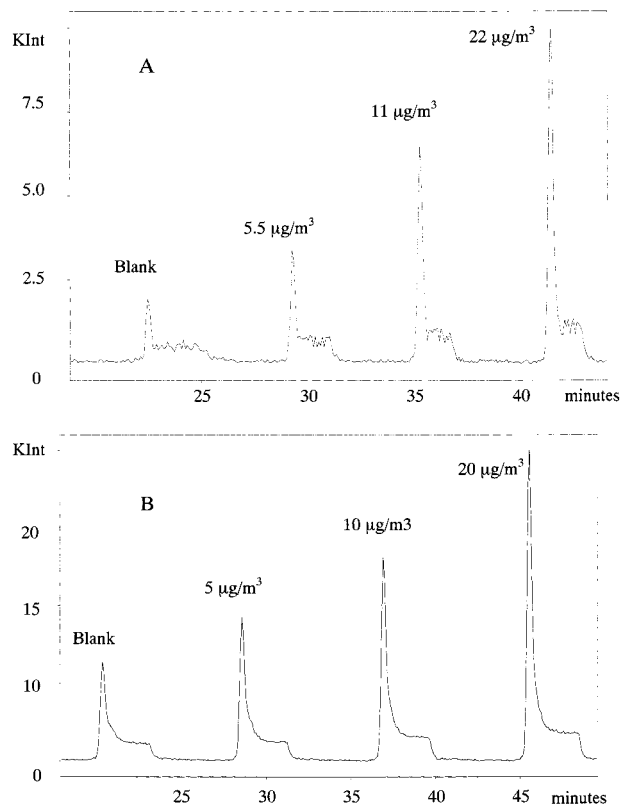 KInt
A
22 µg/m³
7.5
11 µg/m³
5.0
5.5 µg/m³
Blank
2.5
0
25 30 35 40 minutes
KInt
B
20 µg/m³
10 µg/m3
20
5 µg/m³
15
Blank
10
0
25 30 35 40 45 minutes